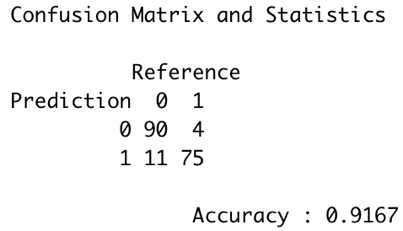 Confusion Matrix and Statistics
Reference
Prediction 0 1
0 90 4
1 11 75
Accuracy : 0.9167